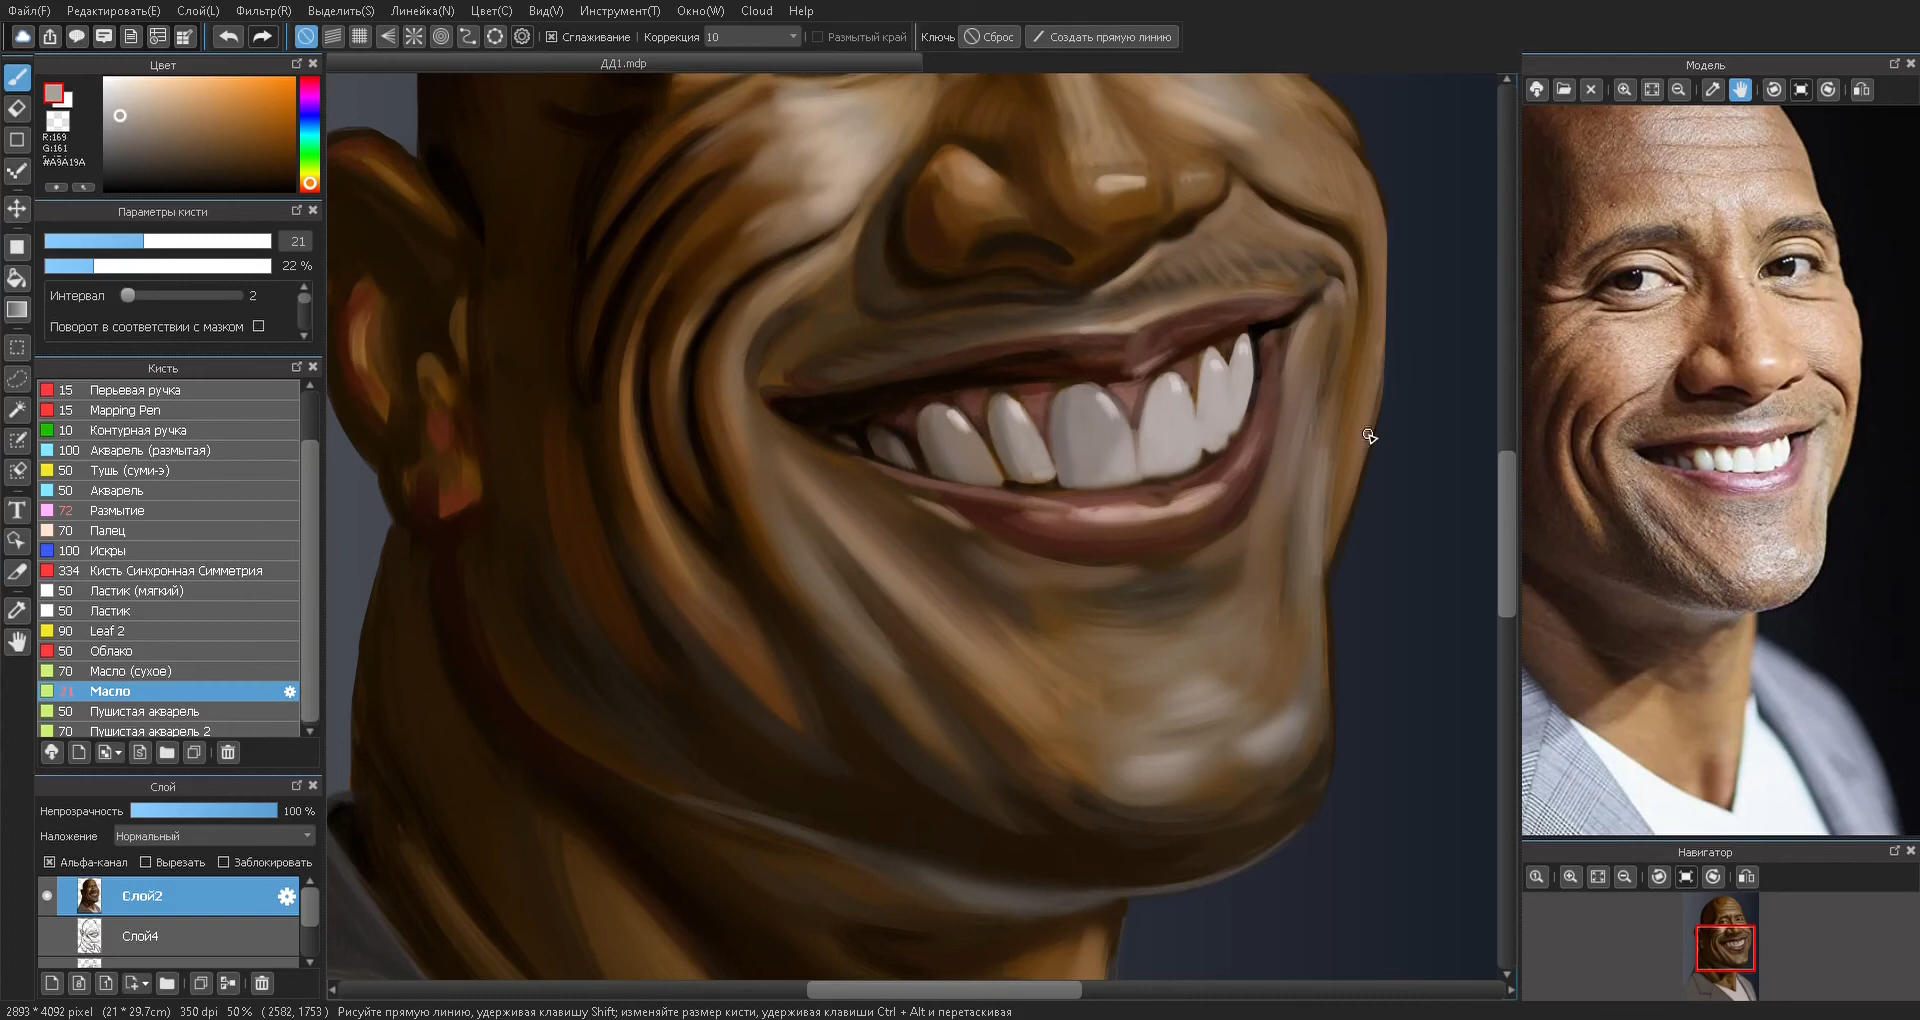 Файл(F) Редактировать(E) Слой(L) Фильтр(R) Выделить(S) Линейка(N) Цвет(C) Вид(V) Инструмент(T) Окно(W) Cloud Help
Сглаживание Коррекция 10 Размытый край Ключь Сброс Создать прямую линию
Цвет
R:169
G:161
#A9A19A
Параметры кисти
21
22 %
Интервал 2
Поворот в соответствии с мазком
Кисть
15 Перьевая ручка
15 Mapping Pen
10 Контурная ручка
100 Акварель (размытая)
50 Тушь (суми-э)
50 Акварель
72 Размытие
70 Палец
100 Искры
334 Кисть Синхронная Симметрия
50 Ластик (мягкий)
50 Ластик
90 Leaf 2
50 Облако
70 Масло (сухое)
21 Масло
50 Пушистая акварель
70 Пушистая акварель 2
Слой
Непрозрачность 100 %
Наложение Нормальный
Альфа-канал Вырезать Заблокировать
Слой2
Слой4
ДД1.mdp
Модель
Навигатор
2893 * 4092 pixel (21 * 29.7cm) 350 dpi 50 % ( 2582, 1753 ) Рисуйте прямую линию, удерживая клавишу Shift; изменяйте размер кисти, удерживая клавиши Ctrl + Alt и перетаскивая